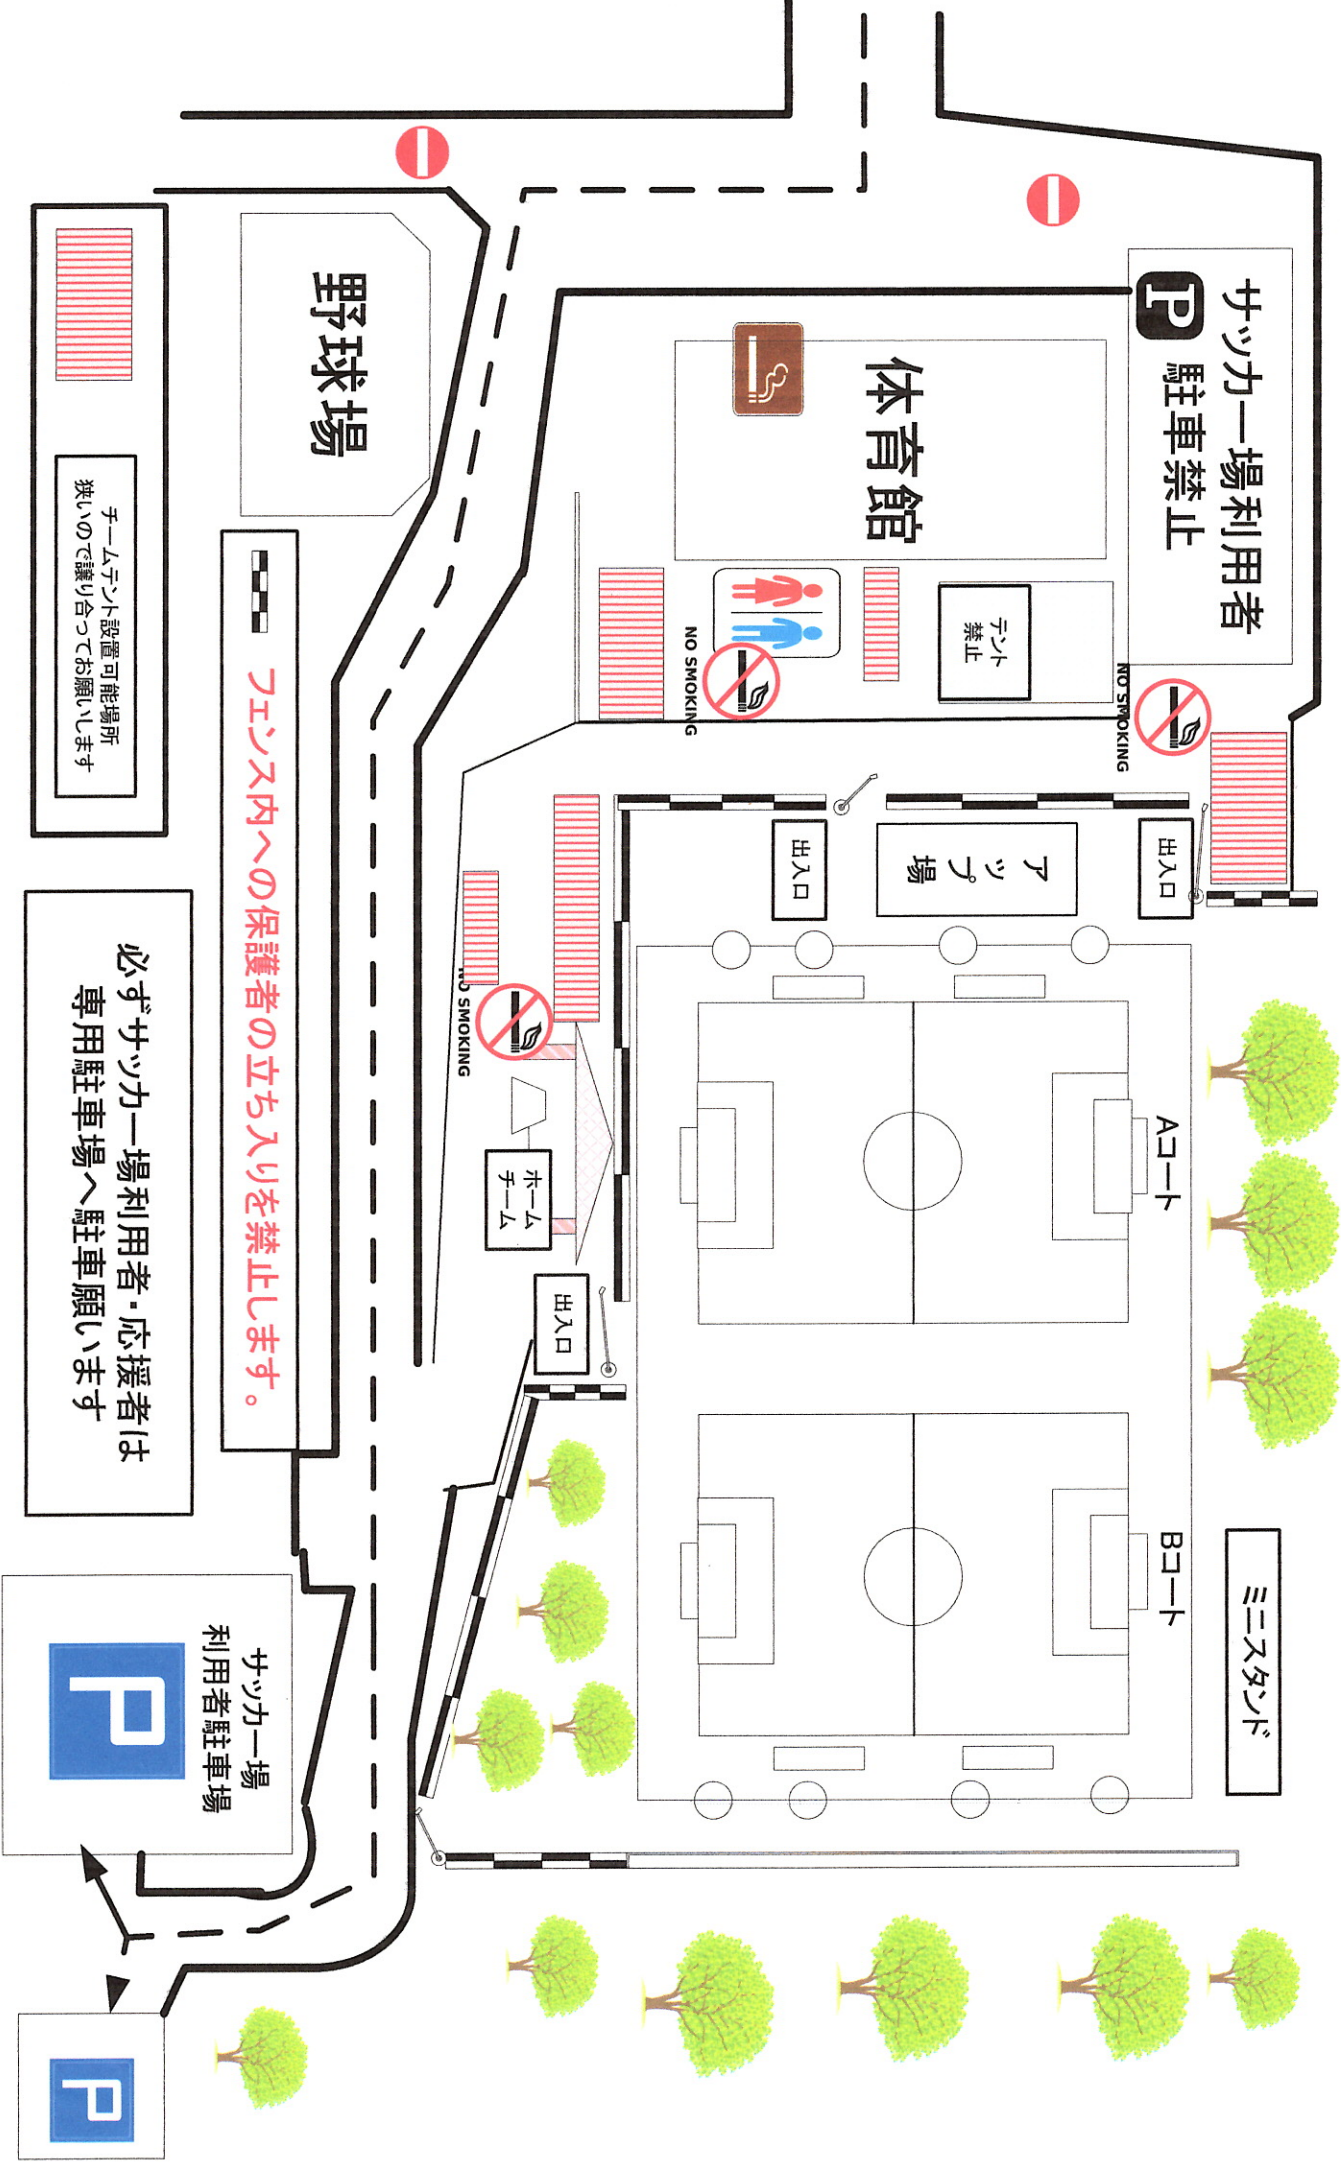 サッカー場利用者
P 駐車禁止
体育館
テント
禁止
NO SMOKING
NO SMOKING
野球場
出入口
アップ場
出入口
Aコート
Bコート
ミニスタンド
NO SMOKING
ホーム
チーム
出入口
フェンス内への保護者の立ち入りを禁止します。
チームテント設置可能場所
狭いので譲り合ってお願いします
必ずサッカー場利用者・応援者は
専用駐車場へ駐車願います
サッカー場
利用者駐車場
P
P